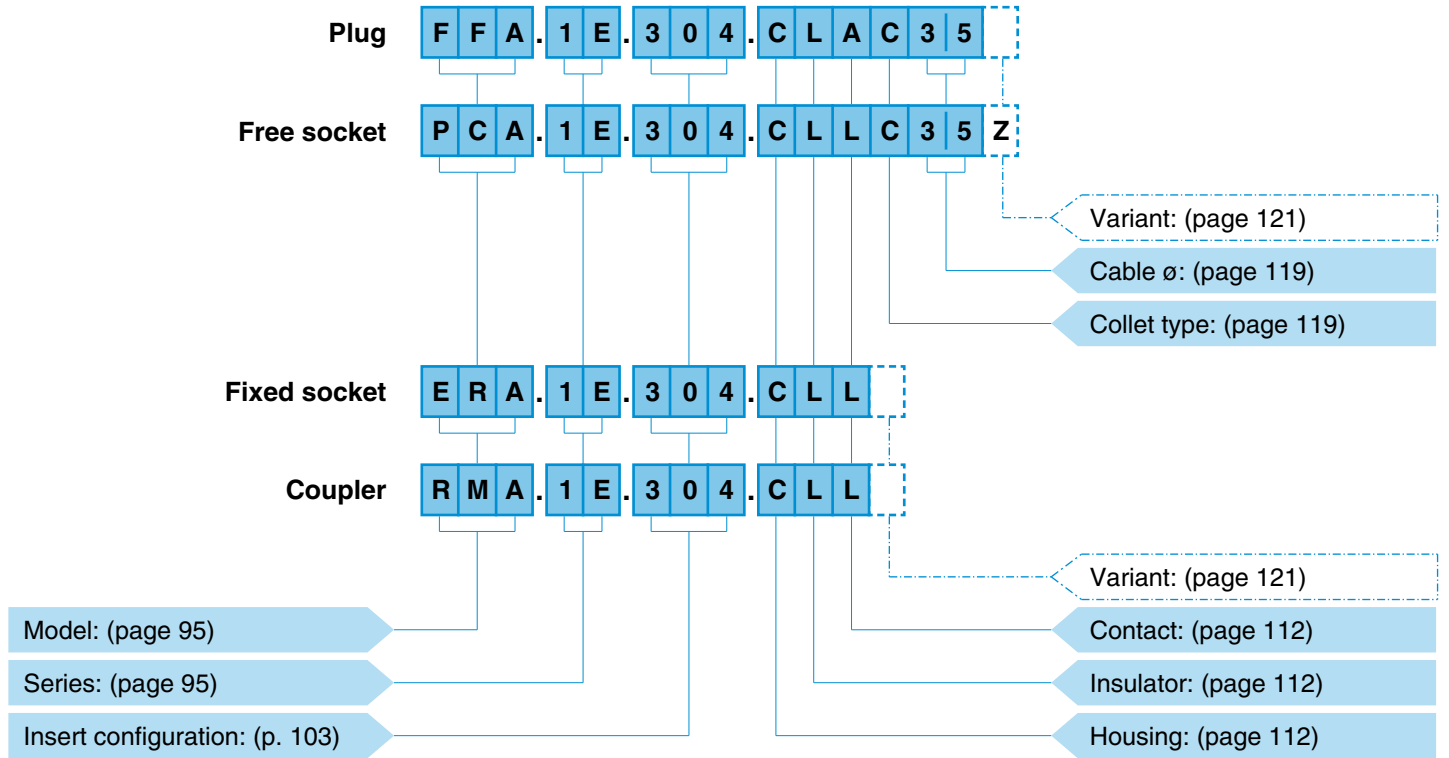 Plug FFA.1E.304.CLAC35
Free socket PCA.1E.304.CLLC35Z
Variant: (page 121)
Cable ø: (page 119)
Collet type: (page 119)
Fixed socket ERA.1E.304.CLL
Coupler RMA.1E.304.CLL
Variant: (page 121)
Model: (page 95) Contact: (page 112)
Series: (page 95) Insulator: (page 112)
Insert configuration: (p. 103) Housing: (page 112)